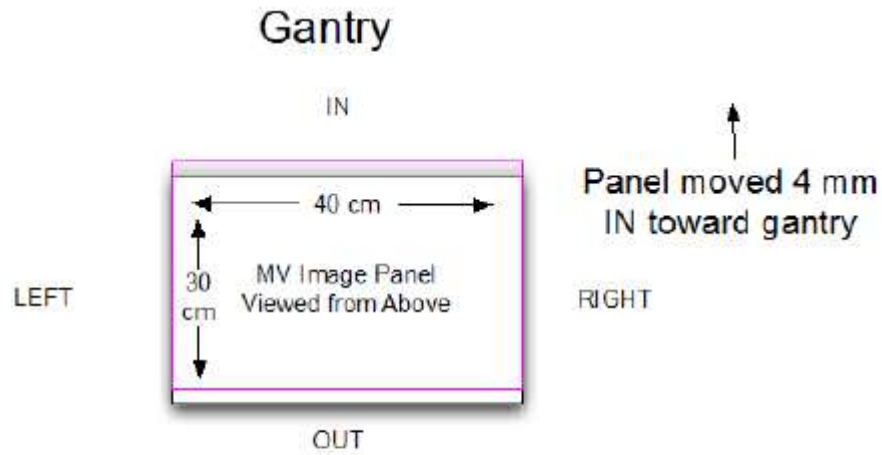 Gantry
IN
Panel moved 4 mm
IN toward gantry
40 cm
30
cm
MV Image Panel
Viewed from Above
LEFT
RIGHT
OUT